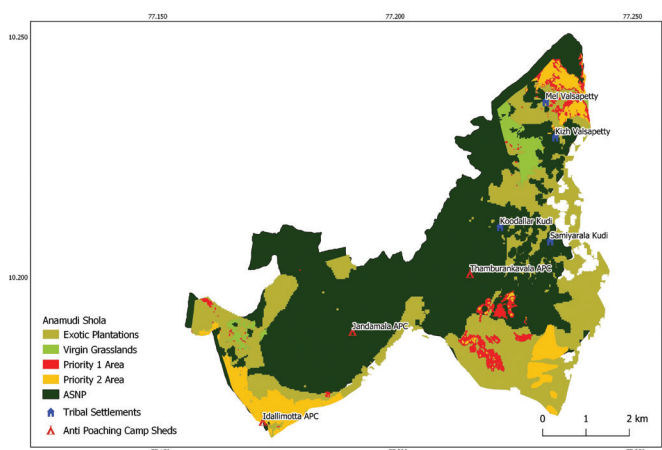 77.150 77.200 77.250
10.250
Mel Valsapetty
Kizh Valsapetty
Koodallar Kudi
Samiyarala Kudi
10.200
Thamburankavala APC
Jandamala APC
Idallimotta APC
Anamudi Shola
Exotic Plantations
Virgin Grasslands
Priority 1 Area
Priority 2 Area
ASNP
Tribal Settlements
Anti Poaching Camp Sheds
0 1 2 km